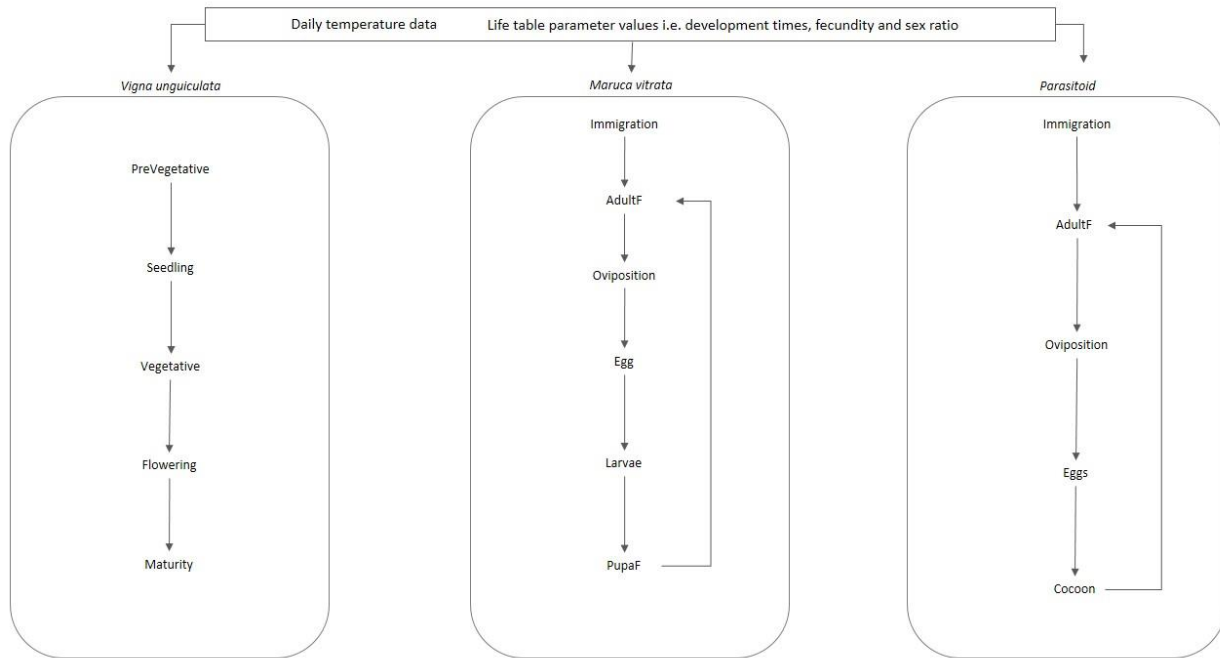 Daily temperature data Life table parameter values i.e. development times, fecundity and sex ratio
Vigna unguiculata
PreVegetative
Seedling
Vegetative
Flowering
Maturity
Maruca vitrata
Immigration
AdultF
Oviposition
Egg
Larvae
PupaF
Parasitoid
Immigration
AdultF
Oviposition
Eggs
Cocoon